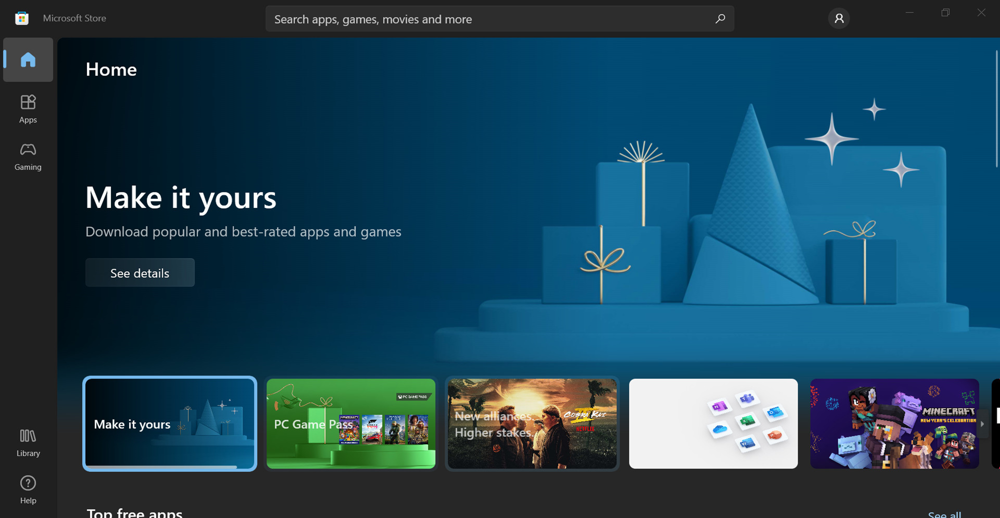 Microsoft Store
Search apps, games, movies and more
Home
Apps
Gaming
Make it yours
Download popular and best-rated apps and games
See details
Make it yours
PC GAME PASS
PC Game Pass
MINECRAFT
HALO
New alliances.
Higher stakes.
COBRA KAI
NETFLIX
MINECRAFT
NEW YEAR'S CELEBRATION
Library
Help
Top free apps
See all